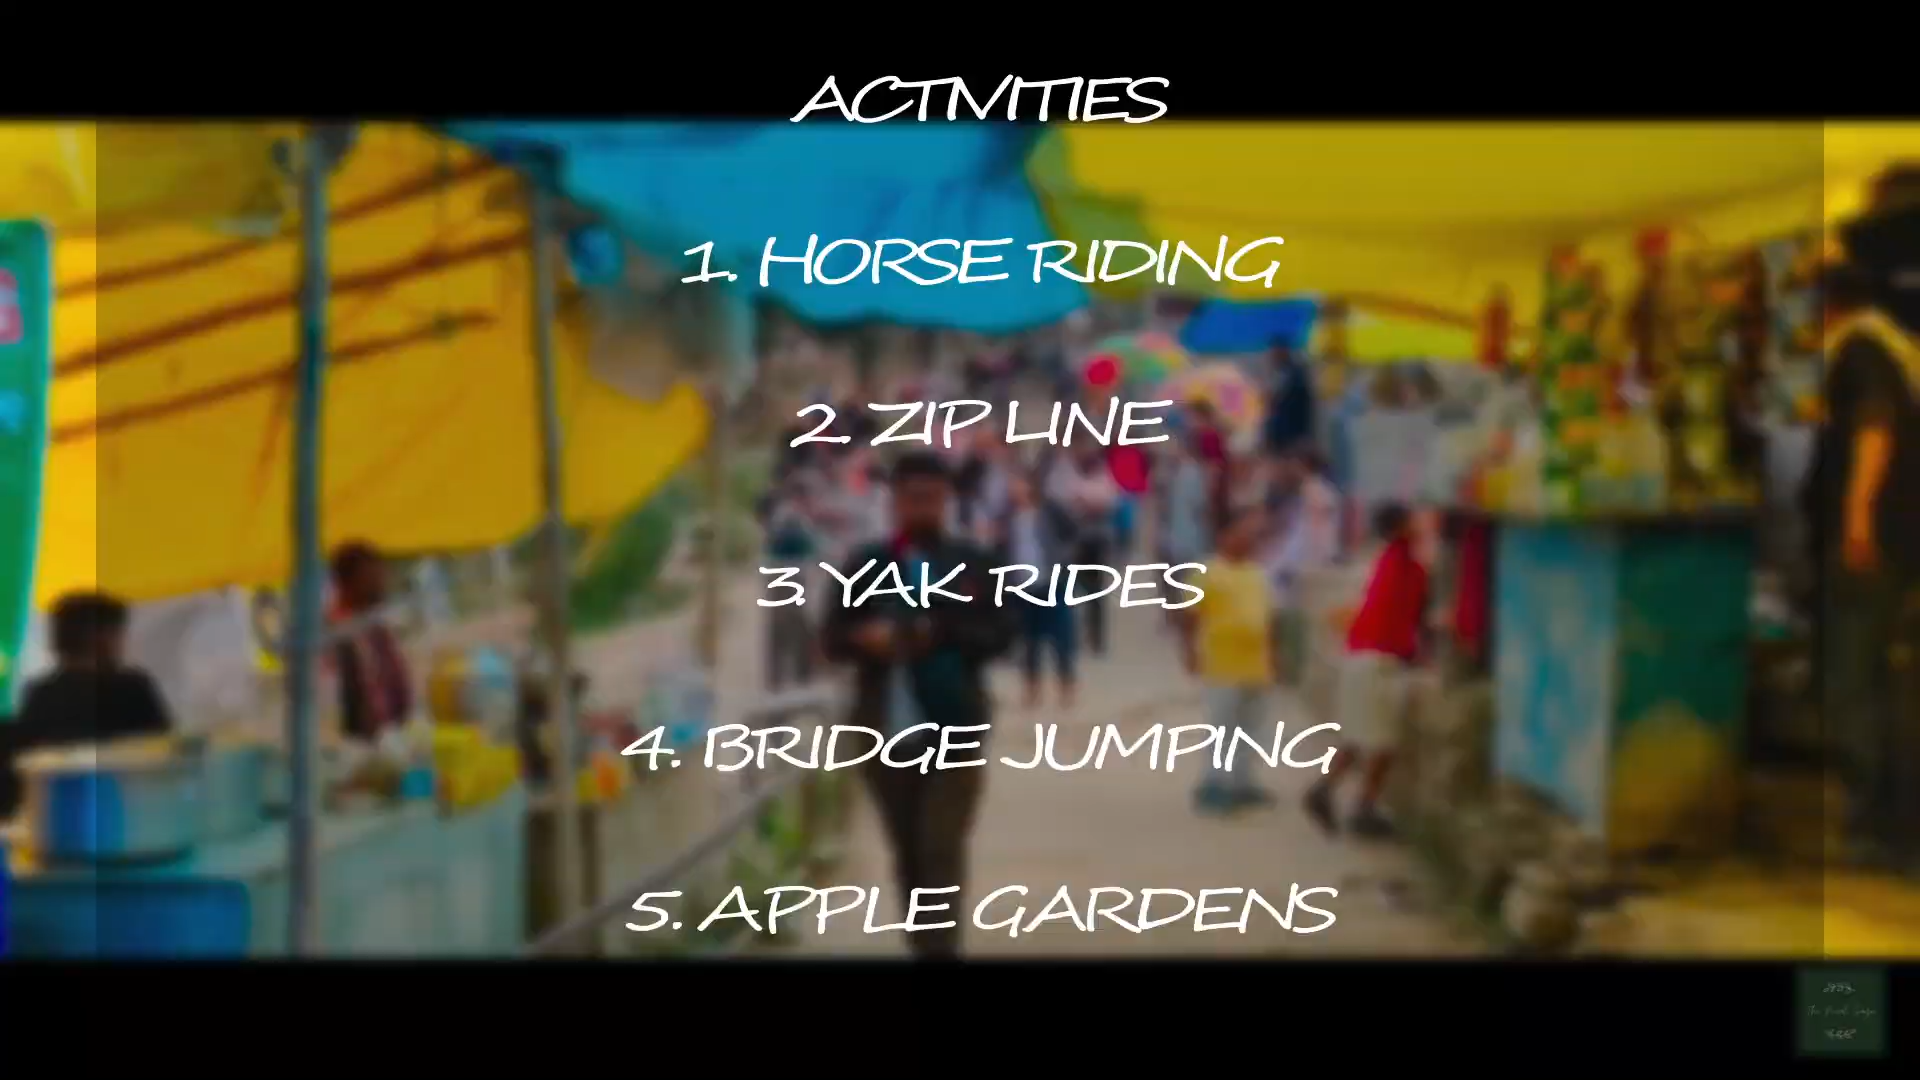 ACTIVITIES
1. HORSE RIDING
2. ZIP LINE
3. YAK RIDES
4. BRIDGE JUMPING
5. APPLE GARDENS